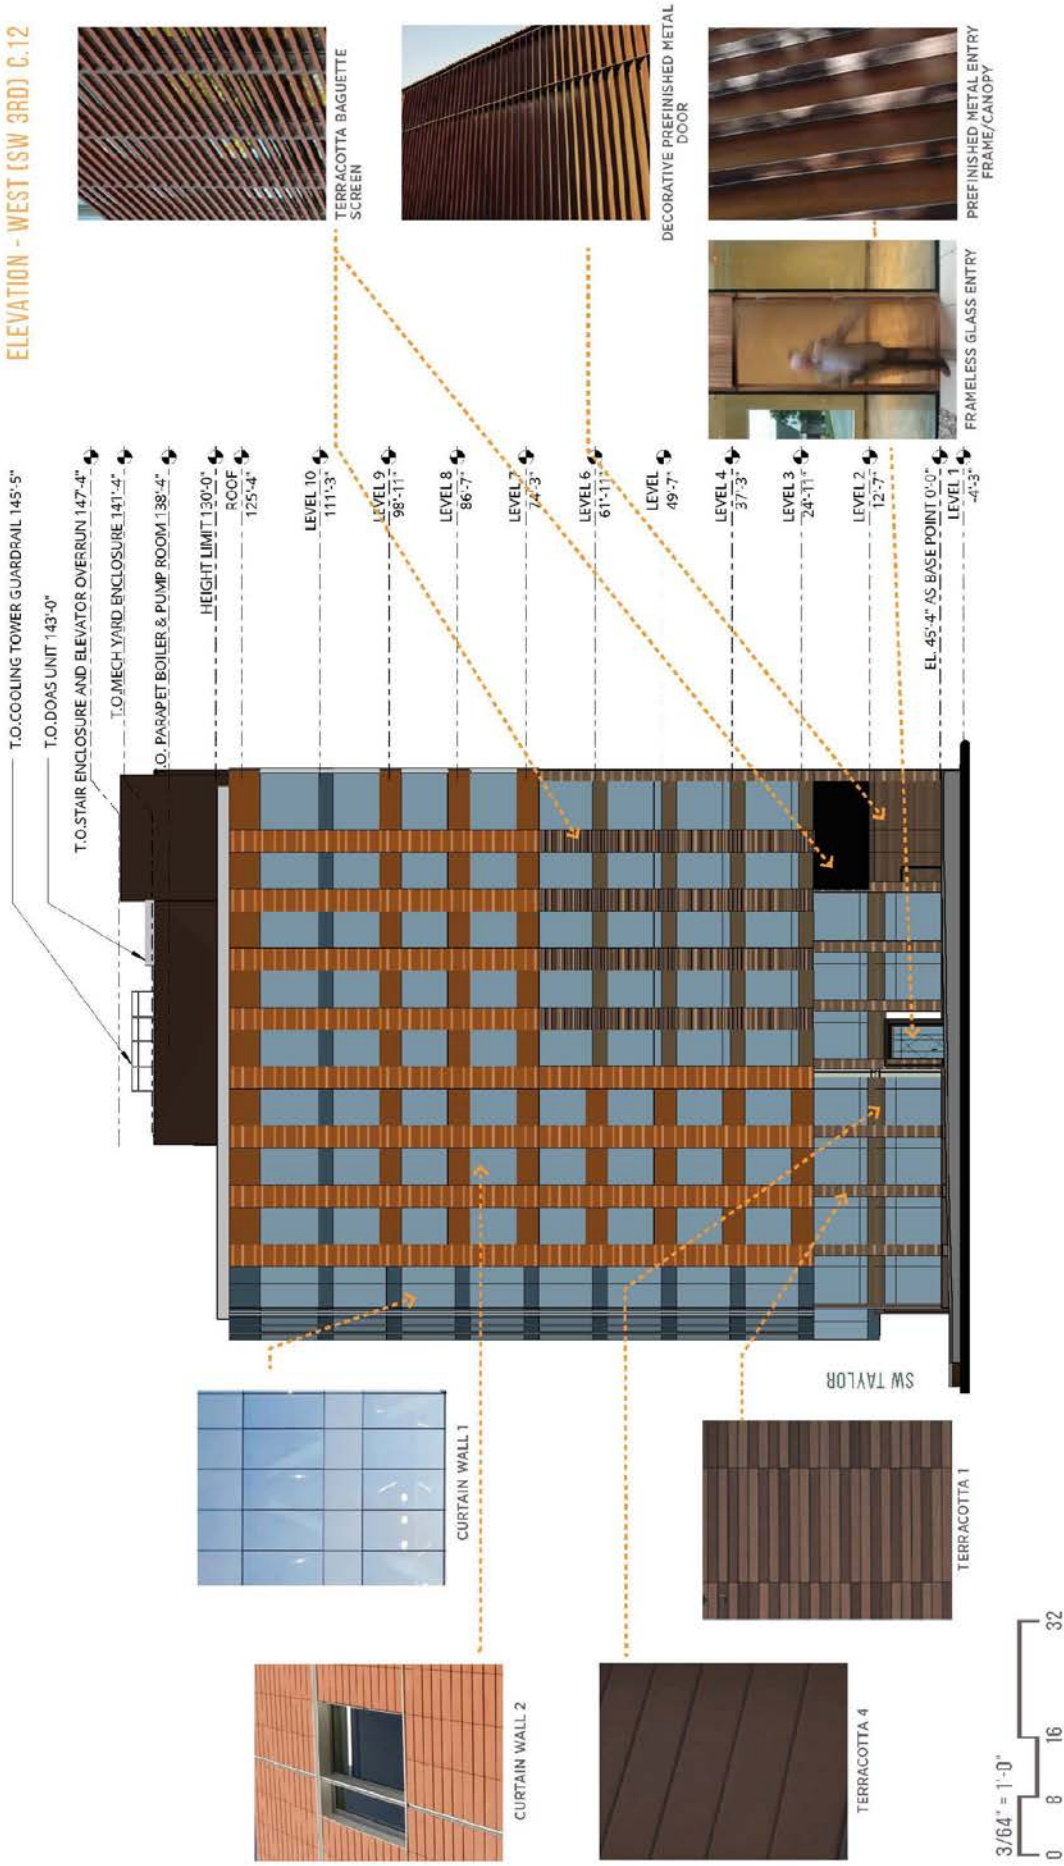 ELEVATION - WEST (SW 3RD) C.12
T.O.COOLING TOWER GUARDRAIL 145'-5"
T.O.DOAS UNIT 143'-0"
T.O.STAIR ENCLOSURE AND ELEVATOR OVERRUN 147'-4"
T.O.MECH YARD ENCLOSURE 141'-4"
.O. PARAPET BOILER & PUMP ROOM 138'-4"
HEIGHT LIMIT 130'-0"
ROOF
125'-4"
LEVEL 10
111'-3"
LEVEL 9
98'-11"
LEVEL 8
86'-7"
LEVEL 7
74'-3"
LEVEL 6
61'-11"
LEVEL
49'-7"
LEVEL 4
37'-3"
LEVEL 3
24'-11"
LEVEL 2
12'-7"
EL. 45'-4" AS BASE POINT 0'-0"
LEVEL 1
-4'-3"
TERRACOTTA BAGUETTE
SCREEN
DECORATIVE PREFINISHED METAL
DOOR
PREFINISHED METAL ENTRY
FRAME/CANOPY
FRAMELESS GLASS ENTRY
CURTAIN WALL 1
CURTAIN WALL 2
TERRACOTTA 4
TERRACOTTA 1
SW TAYLOR
3/64" = 1'-0"
0 8 16 32